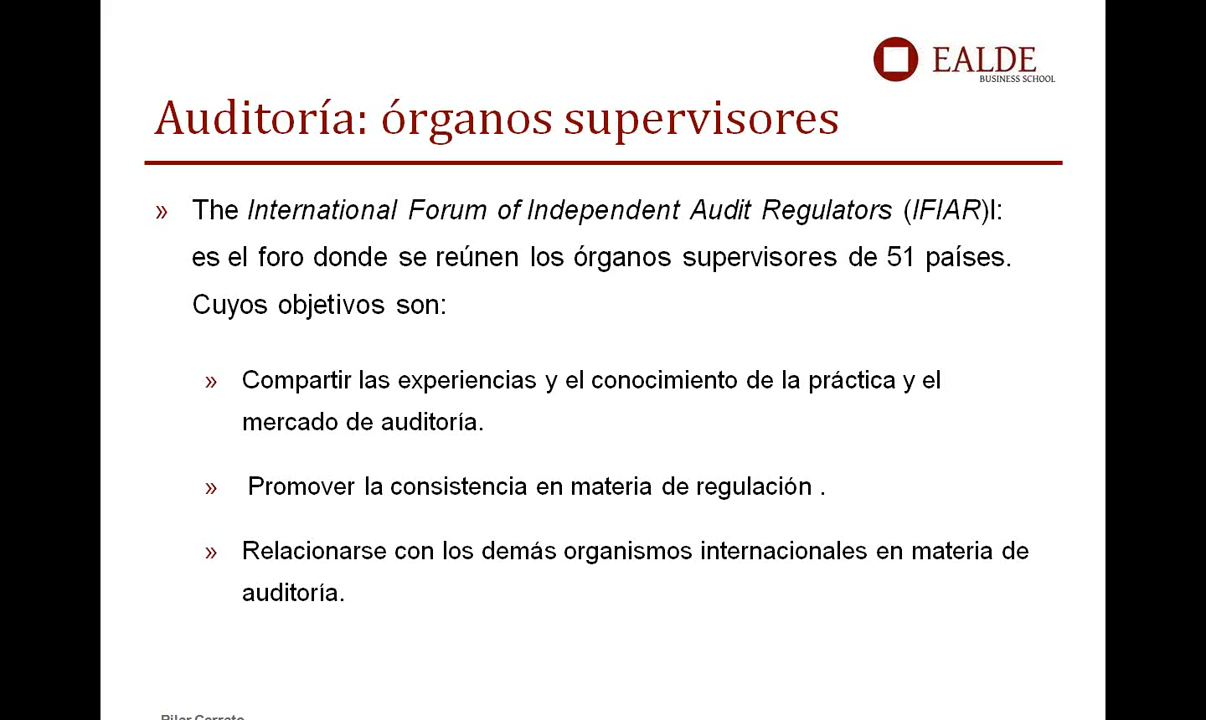 EALDE
BUSINESS SCHOOL
Auditoría: órganos supervisores
» The International Forum of Independent Audit Regulators (IFIAR)l:
es el foro donde se reúnen los órganos supervisores de 51 países.
Cuyos objetivos son:
» Compartir las experiencias y el conocimiento de la práctica y el
mercado de auditoría.
» Promover la consistencia en materia de regulación .
» Relacionarse con los demás organismos internacionales en materia de
auditoría.